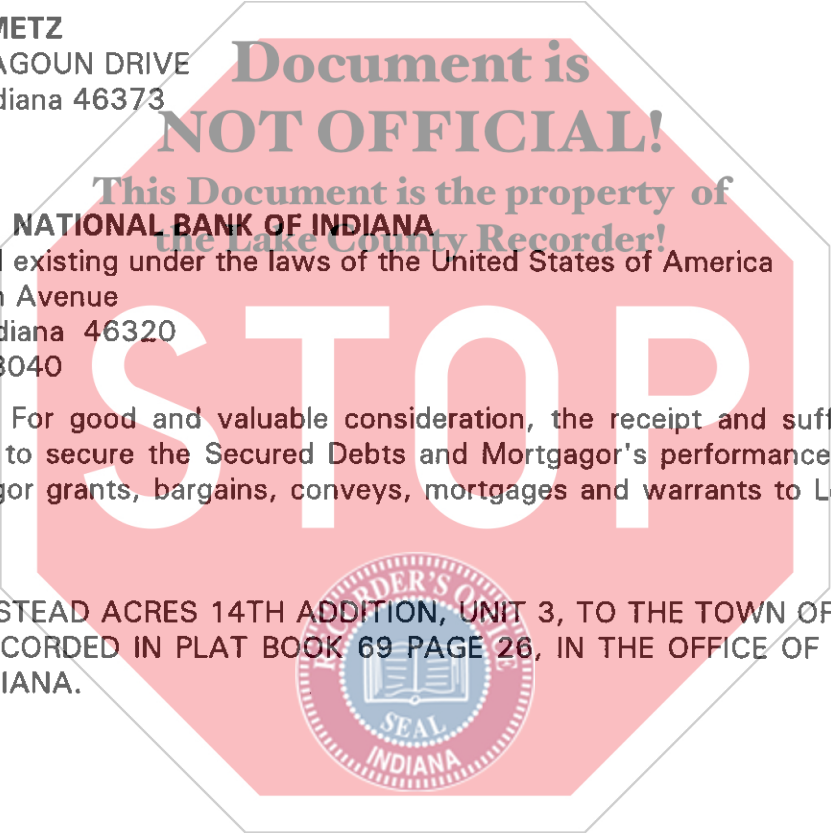 METZ
AGOUN DRIVE
diana 46373
Document is
NOT OFFICIAL!
This Document is the property of
the Lake County Recorder!
NATIONAL BANK OF INDIANA
existing under the laws of the United States of America
Avenue
diana 46320
3040
STOP
For good and valuable consideration, the receipt and suff
to secure the Secured Debts and Mortgagor's performance
gor grants, bargains, conveys, mortgages and warrants to L
STEAD ACRES 14TH ADDITION, UNIT 3, TO THE TOWN OF
CORDED IN PLAT BOOK 69 PAGE 26, IN THE OFFICE OF
IANA.
RECORDER'S OFFICE
SEAL
INDIANA